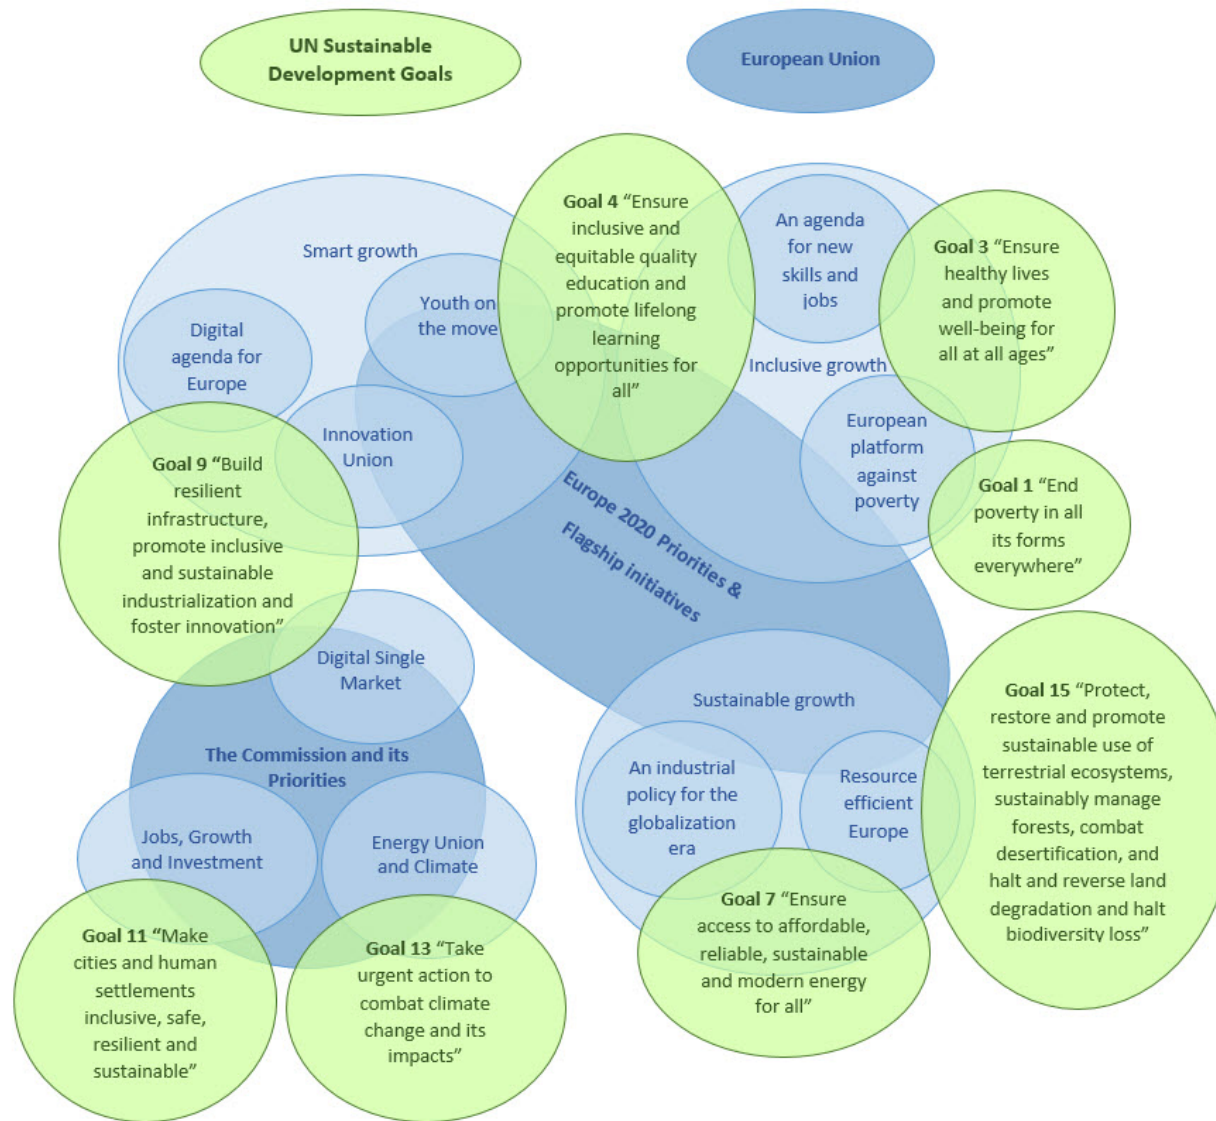 UN Sustainable
Development Goals
European Union
Smart growth
Youth on
the move
Digital
agenda for
Europe
Innovation
Union
Goal 4 “Ensure
inclusive and
equitable quality
education and
promote lifelong
learning
opportunities for
all”
An agenda
for new
skills and
jobs
Goal 3 “Ensure
healthy lives
and promote
well-being for
all at all ages”
Inclusive growth
European
platform
against
poverty
Goal 1 “End
poverty in all
its forms
everywhere”
Europe 2020 Priorities &
Flagship initiatives
Goal 9 “Build
resilient
infrastructure,
promote inclusive
and sustainable
industrialization and
foster innovation”
Digital Single
Market
The Commission and its
Priorities
Jobs, Growth
and Investment
Energy Union
and Climate
Goal 11 “Make
cities and human
settlements
inclusive, safe,
resilient and
sustainable”
Goal 13 “Take
urgent action to
combat climate
change and its
impacts”
Sustainable growth
An industrial
policy for the
globalization
era
Resource
efficient
Europe
Goal 7 “Ensure
access to affordable,
reliable, sustainable
and modern energy
for all”
Goal 15 “Protect,
restore and promote
sustainable use of
terrestrial ecosystems,
sustainably manage
forests, combat
desertification, and
halt and reverse land
degradation and halt
biodiversity loss”